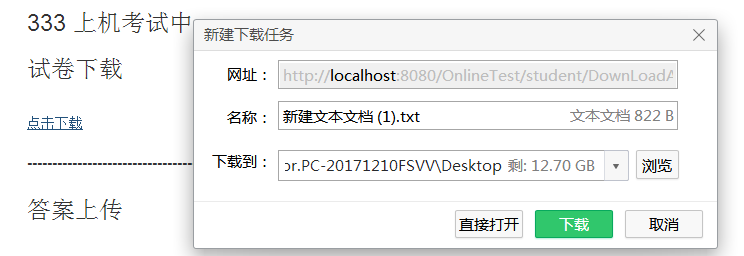 333 上机考试中
试卷下载
点击下载
答案上传
新建下载任务
网址： http://localhost:8080/OnlineTest/student/DownLoadA
名称： 新建文本文档 (1).txt 文本文档 822 B
下载到： or.PC-20171210FSVV\Desktop 剩: 12.70 GB 浏览
直接打开 下载 取消